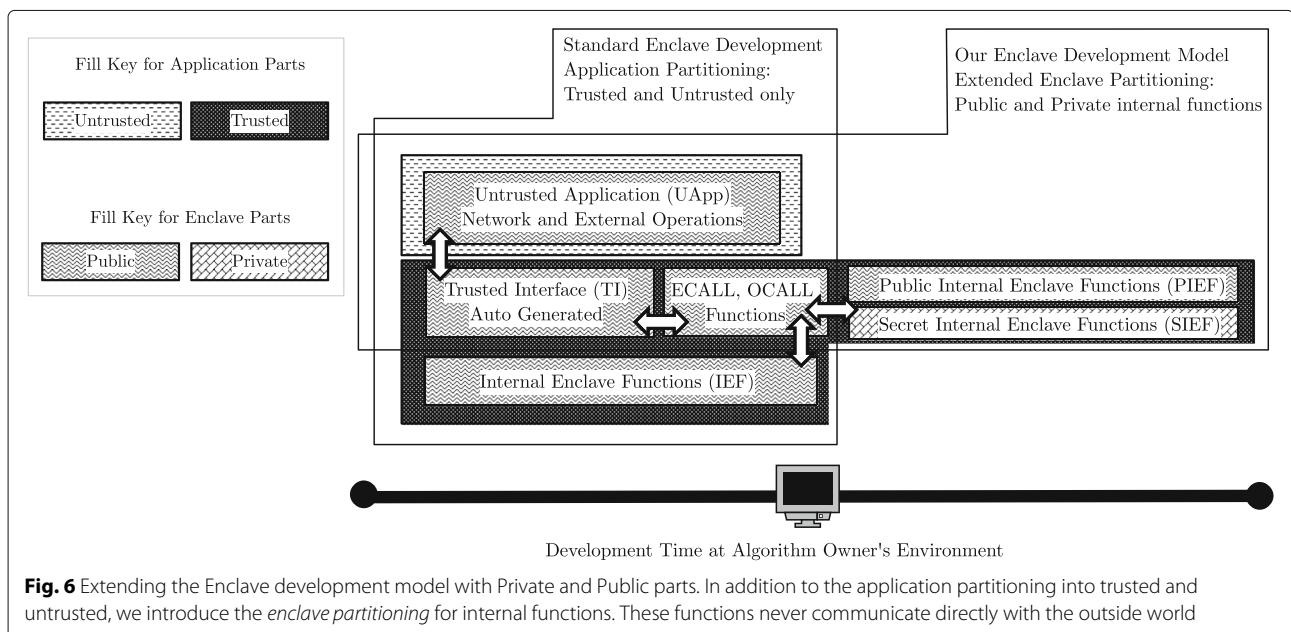 Fill Key for Application Parts
Untrusted
Trusted
Fill Key for Enclave Parts
Public
Private
Standard Enclave Development
Application Partitioning:
Trusted and Untrusted only
Our Enclave Development Model
Extended Enclave Partitioning:
Public and Private internal functions
Untrusted Application (UApp)
Network and External Operations
Trusted Interface (TI)
Auto Generated
ECALL, OCALL
Functions
Public Internal Enclave Functions (PIEF)
Secret Internal Enclave Functions (SIEF)
Internal Enclave Functions (IEF)
Development Time at Algorithm Owner's Environment
Fig. 6 Extending the Enclave development model with Private and Public parts. In addition to the application partitioning into trusted and
untrusted, we introduce the enclave partitioning for internal functions. These functions never communicate directly with the outside world